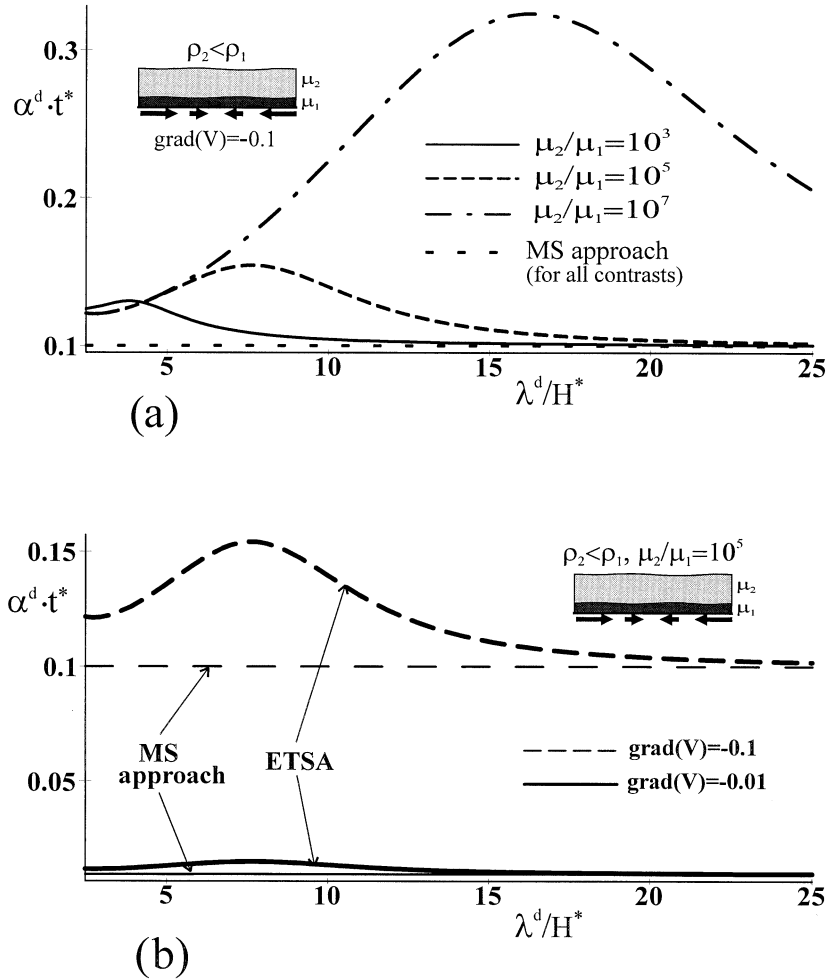 0.3
ρ₂<ρ₁
μ₂
μ₁
grad(V)=-0.1
αᵈ·t*
μ₂/μ₁=10³
μ₂/μ₁=10⁵
μ₂/μ₁=10⁷
MS approach
(for all contrasts)
0.2
0.1
5 10 15 20 25
λᵈ/H*
(a)
0.15
ρ₂<ρ₁, μ₂/μ₁=10⁵
μ₂
μ₁
αᵈ·t*
0.1
MS
approach
ETSA
grad(V)=-0.1
grad(V)=-0.01
0.05
5 10 15 20 25
λᵈ/H*
(b)